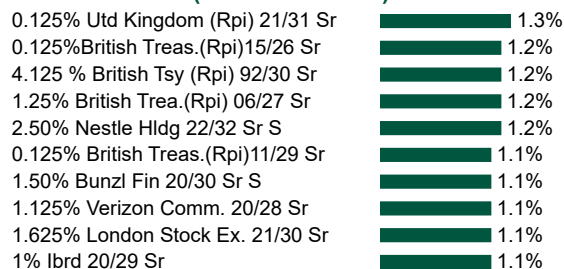 0.125% Utd Kingdom (Rpi) 21/31 Sr 1.3%
0.125%British Treas.(Rpi)15/26 Sr 1.2%
4.125 % British Tsy (Rpi) 92/30 Sr 1.2%
1.25% British Trea.(Rpi) 06/27 Sr 1.2%
2.50% Nestle Hldg 22/32 Sr S 1.2%
0.125% British Treas.(Rpi)11/29 Sr 1.1%
1.50% Bunzl Fin 20/30 Sr S 1.1%
1.125% Verizon Comm. 20/28 Sr 1.1%
1.625% London Stock Ex. 21/30 Sr 1.1%
1% Ibrd 20/29 Sr 1.1%